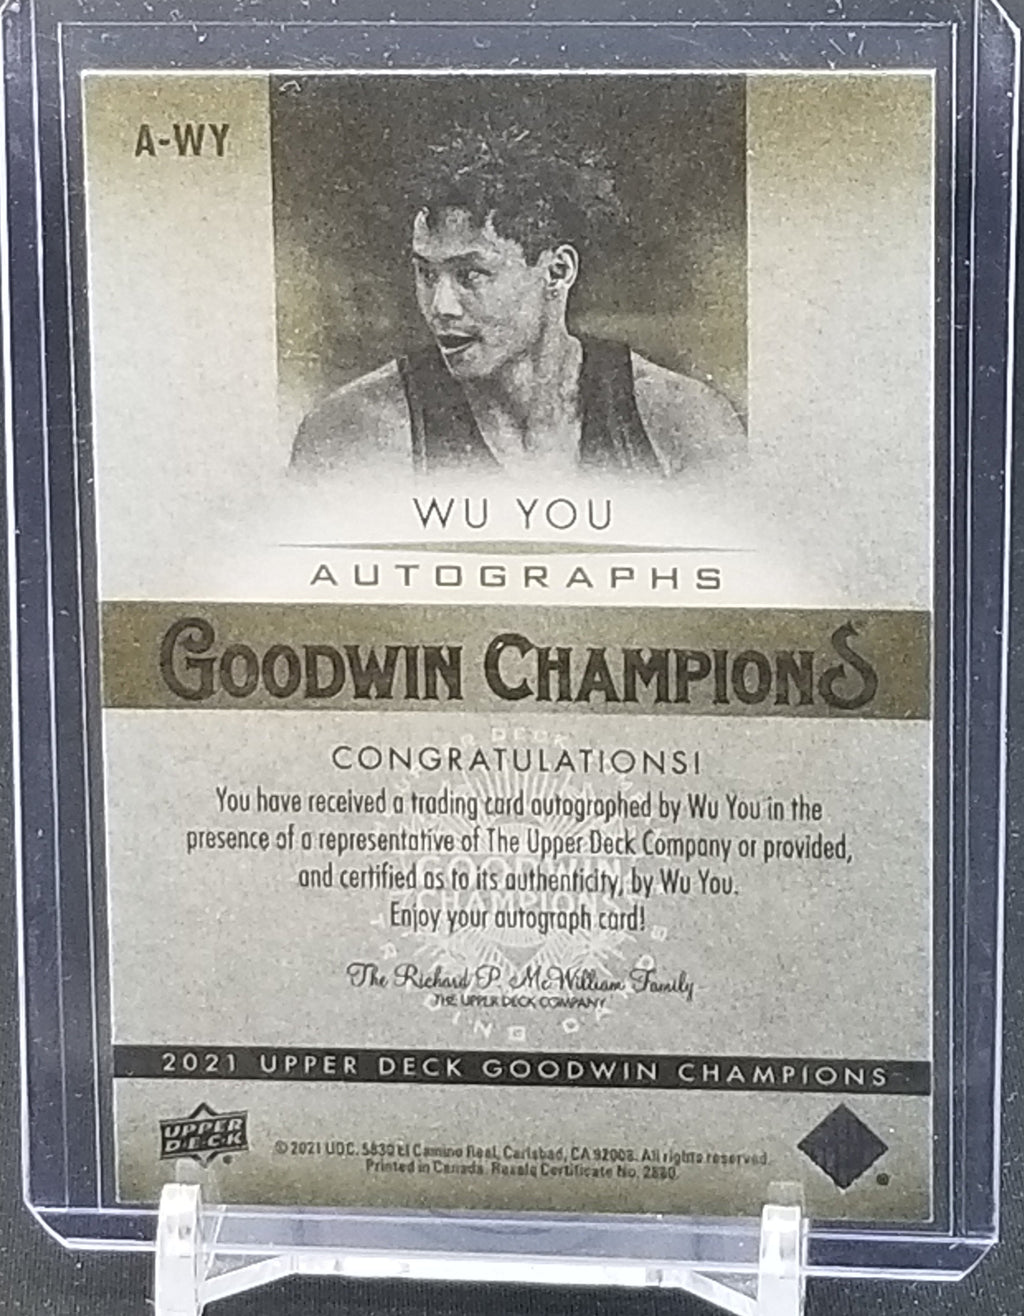 A-WY
WU YOU
AUTOGRAPHS
GOODWIN CHAMPIONS
CONGRATULATIONS!
You have received a trading card autographed by Wu You in the
presence of a representative of The Upper Deck Company or provided,
and certified as to its authenticity, by Wu You.
Enjoy your autograph card!
The Richard P. McWilliam Family
THE UPPER DECK COMPANY
2021 UPPER DECK GOODWIN CHAMPIONS
UPPER
DECK
© 2021 UDC. 5830 El Camino Real, Carlsbad, CA 92008. All rights reserved.
Printed in Canada. Resale Certificate No. 2880
GOODWIN
CHAMPIONS